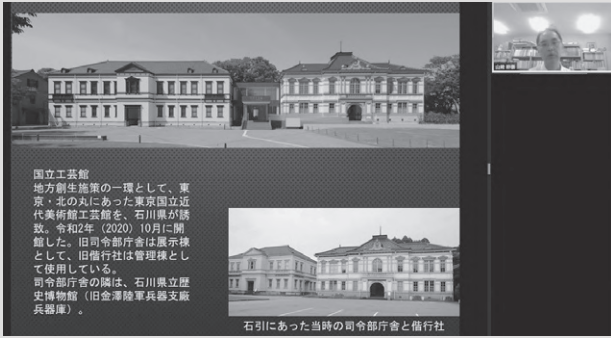 国立工芸館
地方創生施策の一環として、東
京・北の丸にあった東京国立近
代美術館工芸館を、石川県が誘
致。令和2年（2020）10月に開
館した。旧司令部庁舎は展示棟
として、旧偕行社は管理棟とし
て使用している。
司令部庁舎の隣は、石川県立歴
史博物館（旧金澤陸軍兵器支廠
兵器庫）。
石引にあった当時の司令部庁舎と偕行社